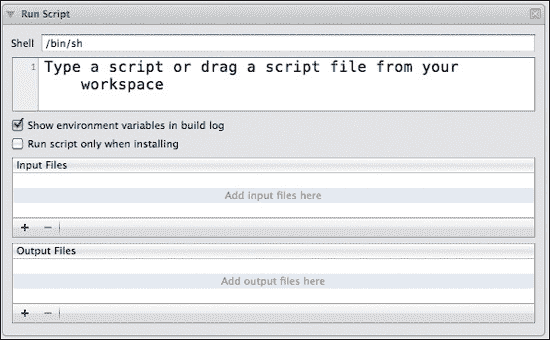 Run Script
Shell /bin/sh
1 Type a script or drag a script file from your
workspace
Show environment variables in build log
Run script only when installing
Input Files
Add input files here
+ −
Output Files
Add output files here
+ −